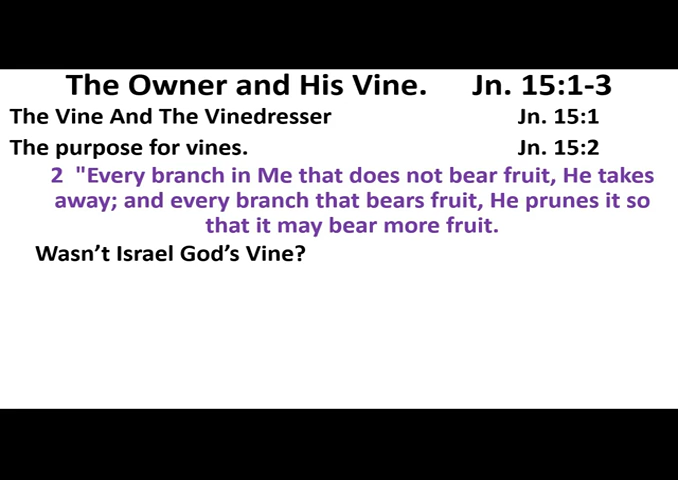 The Owner and His Vine. Jn. 15:1-3
The Vine And The Vinedresser Jn. 15:1
The purpose for vines. Jn. 15:2
2 "Every branch in Me that does not bear fruit, He takes
away; and every branch that bears fruit, He prunes it so
that it may bear more fruit.
Wasn’t Israel God’s Vine?